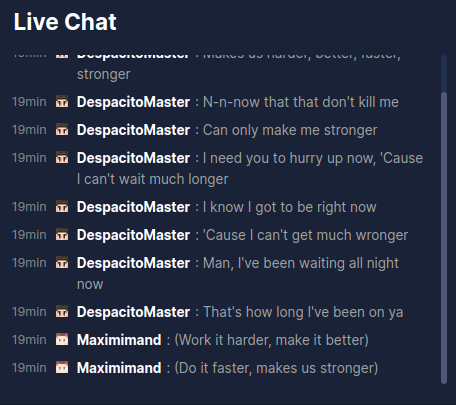 Live Chat
19min DespacitoMaster : Makes us harder, better, faster,
stronger
19min DespacitoMaster : N-n-now that that don't kill me
19min DespacitoMaster : Can only make me stronger
19min DespacitoMaster : I need you to hurry up now, 'Cause
I can't wait much longer
19min DespacitoMaster : I know I got to be right now
19min DespacitoMaster : 'Cause I can't get much wronger
19min DespacitoMaster : Man, I've been waiting all night
now
19min DespacitoMaster : That's how long I've been on ya
19min Maximimand : (Work it harder, make it better)
19min Maximimand : (Do it faster, makes us stronger)